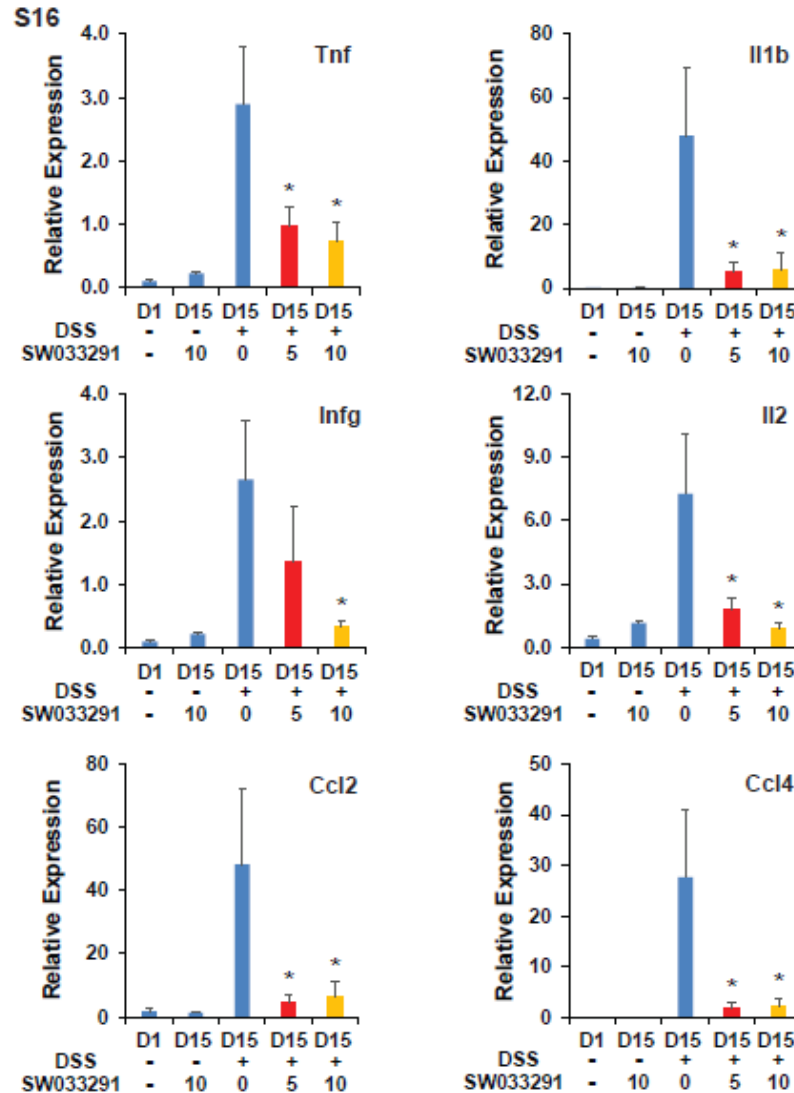 S16
Tnf
Relative Expression
4.0
3.0
2.0
1.0
0.0
* *
D1 D15 D15 D15 D15
DSS - - + + +
SW033291 - 10 0 5 10
Il1b
Relative Expression
80
60
40
20
0
* *
D1 D15 D15 D15 D15
DSS - - + + +
SW033291 - 10 0 5 10
Infg
Relative Expression
4.0
3.0
2.0
1.0
0.0
*
D1 D15 D15 D15 D15
DSS - - + + +
SW033291 - 10 0 5 10
Il2
Relative Expression
12.0
9.0
6.0
3.0
0.0
* *
D1 D15 D15 D15 D15
DSS - - + + +
SW033291 - 10 0 5 10
Ccl2
Relative Expression
80
60
40
20
0
* *
D1 D15 D15 D15 D15
DSS - - + + +
SW033291 - 10 0 5 10
Ccl4
Relative Expression
50
40
30
20
10
0
* *
D1 D15 D15 D15 D15
DSS - - + + +
SW033291 - 10 0 5 10